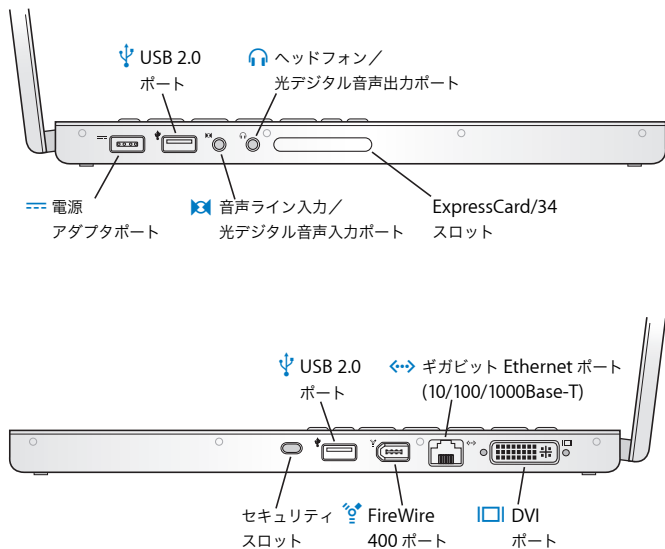 USB 2.0
ポート
ヘッドフォン／
光デジタル音声出力ポート
電源
アダプタポート
音声ライン入力／
光デジタル音声入力ポート
ExpressCard/34
スロット
USB 2.0
ポート
ギガビット Ethernet ポート
(10/100/1000Base-T)
セキュリティ
スロット
FireWire
400 ポート
DVI
ポート